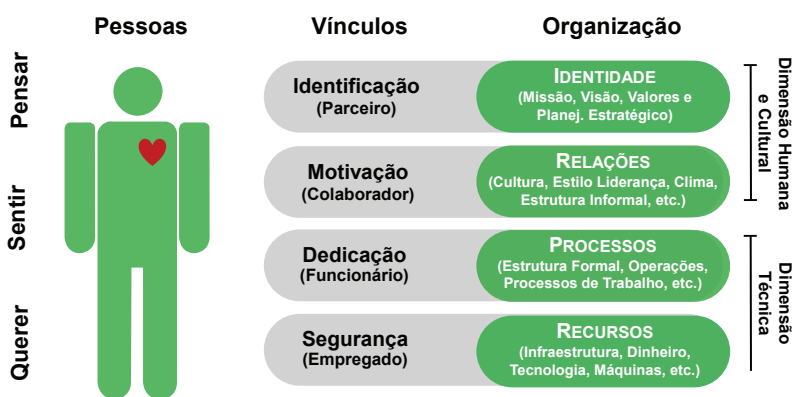 Pessoas
Vínculos
Organização
Pensar
Sentir
Querer
Identificação
(Parceiro)
IDENTIDADE
(Missão, Visão, Valores e
Planej. Estratégico)
Motivação
(Colaborador)
RELAÇÕES
(Cultura, Estilo Liderança, Clima,
Estrutura Informal, etc.)
Dedicação
(Funcionário)
PROCESSOS
(Estrutura Formal, Operações,
Processos de Trabalho, etc.)
Segurança
(Empregado)
RECURSOS
(Infraestrutura, Dinheiro,
Tecnologia, Máquinas, etc.)
Dimensão Humana
e Cultural
Dimensão
Técnica